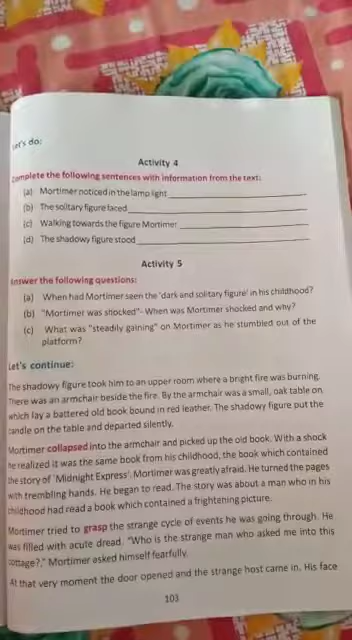 Let's do:
Activity 4
Complete the following sentences with information from the text:
(a) Mortimer noticed in the lamp light
(b) The solitary figure faced
(c) Walking towards the figure Mortimer
(d) The shadowy figure stood
Activity 5
Answer the following questions:
(a) When had Mortimer seen the 'dark and solitary figure' in his childhood?
(b) "Mortimer was shocked"- When was Mortimer shocked and why?
(c) What was "steadily gaining" on Mortimer as he stumbled out of the
platform?
Let's continue:
The shadowy figure took him to an upper room where a bright fire was burning.
There was an armchair beside the fire. By the armchair was a small, oak table on
which lay a battered old book bound in red leather. The shadowy figure put the
candle on the table and departed silently.
Mortimer collapsed into the armchair and picked up the old book. With a shock
he realized it was the same book from his childhood, the book which contained
the story of 'Midnight Express'. Mortimer was greatly afraid. He turned the pages
with trembling hands. He began to read. The story was about a man who in his
childhood had read a book which contained a frightening picture.
Mortimer tried to grasp the strange cycle of events he was going through. He
was filled with acute dread. "Who is the strange man who asked me into this
cottage?," Mortimer asked himself fearfully.
At that very moment the door opened and the strange host came in. His face
103